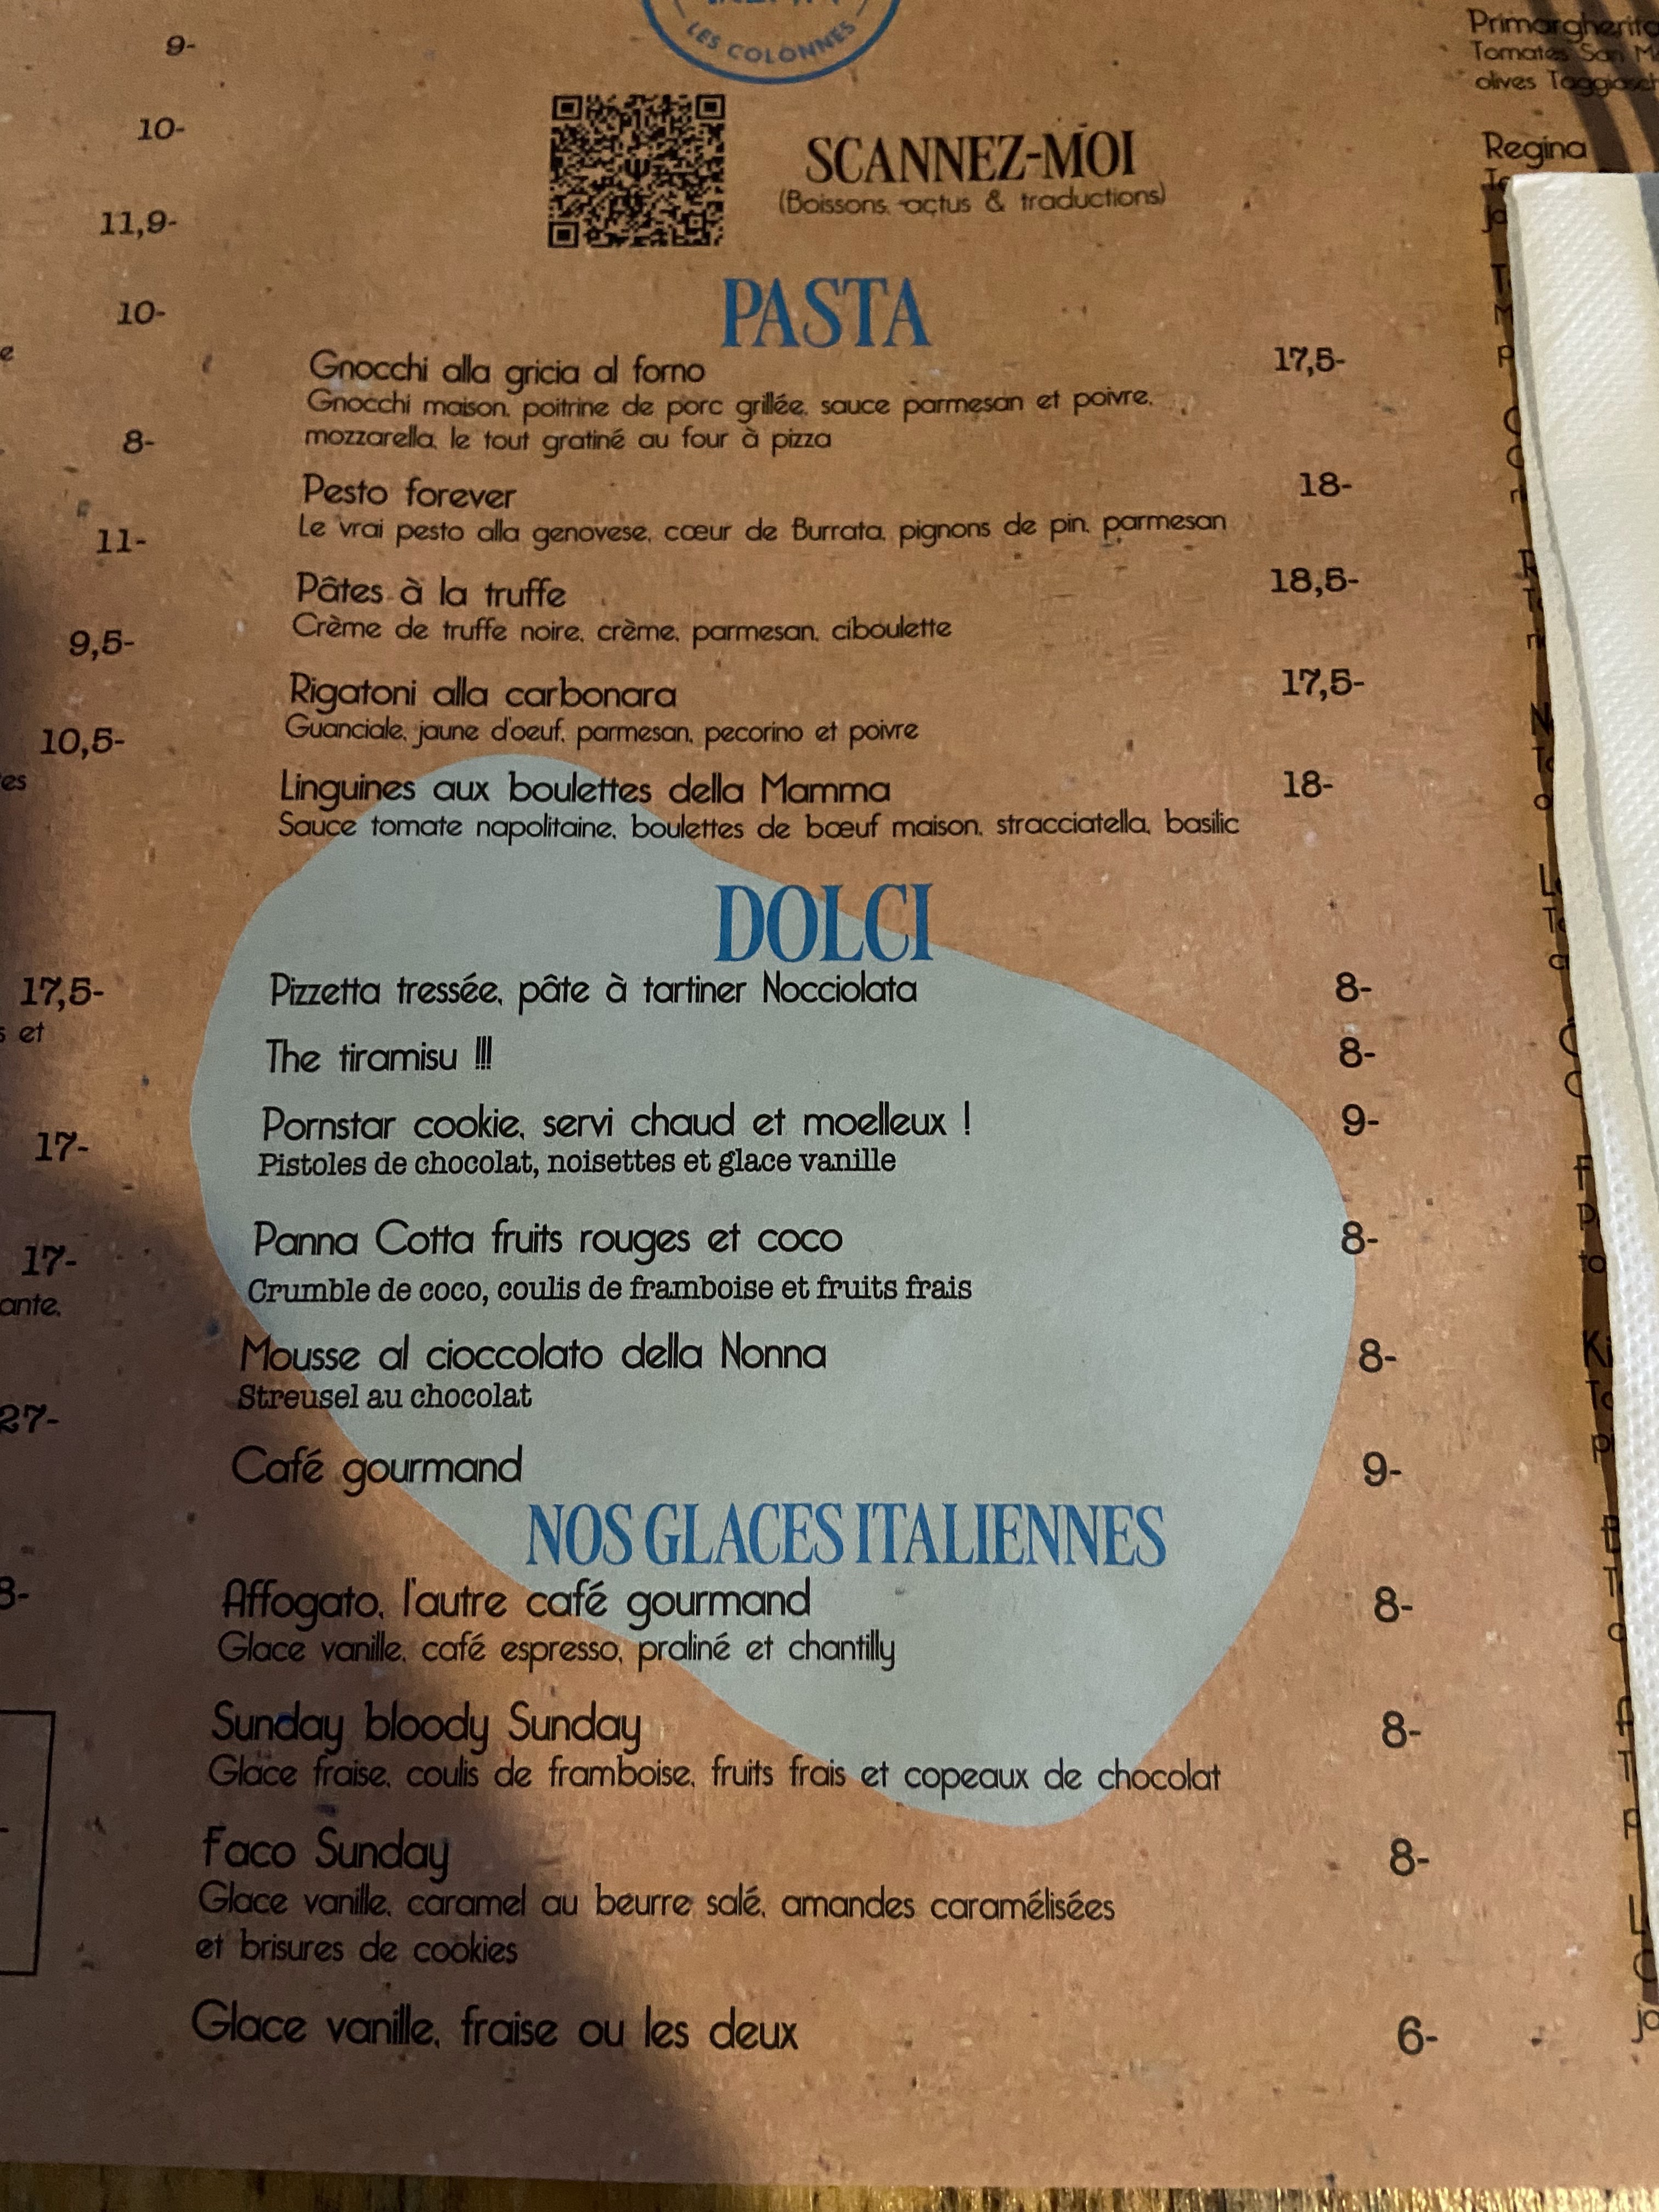 LES COLONNES
SCANNEZ-MOI
(Boissons, actus & traductions)
9-
10-
11,9-
10-
e
8-
11-
9,5-
10,5-
es
17,5-
s et
17-
17-
ante,
27-
8-
PASTA
Gnocchi alla gricia al forno 17,5-
Gnocchi maison, poitrine de porc grillée, sauce parmesan et poivre,
mozzarella, le tout gratiné au four à pizza
Pesto forever 18-
Le vrai pesto alla genovese, cœur de Burrata, pignons de pin, parmesan
Pâtes à la truffe 18,5-
Crème de truffe noire, crème, parmesan, ciboulette
Rigatoni alla carbonara 17,5-
Guanciale, jaune d'oeuf, parmesan, pecorino et poivre
Linguines aux boulettes della Mamma 18-
Sauce tomate napolitaine, boulettes de bœuf maison, stracciatella, basilic
DOLCI
Pizzetta tressée, pâte à tartiner Nocciolata 8-
The tiramisu !!! 8-
Pornstar cookie, servi chaud et moelleux ! 9-
Pistoles de chocolat, noisettes et glace vanille
Panna Cotta fruits rouges et coco 8-
Crumble de coco, coulis de framboise et fruits frais
Mousse al cioccolato della Nonna 8-
Streusel au chocolat
Café gourmand 9-
NOS GLACES ITALIENNES
Affogato, l'autre café gourmand 8-
Glace vanille, café espresso, praliné et chantilly
Sunday bloody Sunday 8-
Glace fraise, coulis de framboise, fruits frais et copeaux de chocolat
Faco Sunday 8-
Glace vanille, caramel au beurre salé, amandes caramélisées
et brisures de cookies
Glace vanille, fraise ou les deux 6-
Primargherita
Tomates San M
olives Taggiasch
Regina